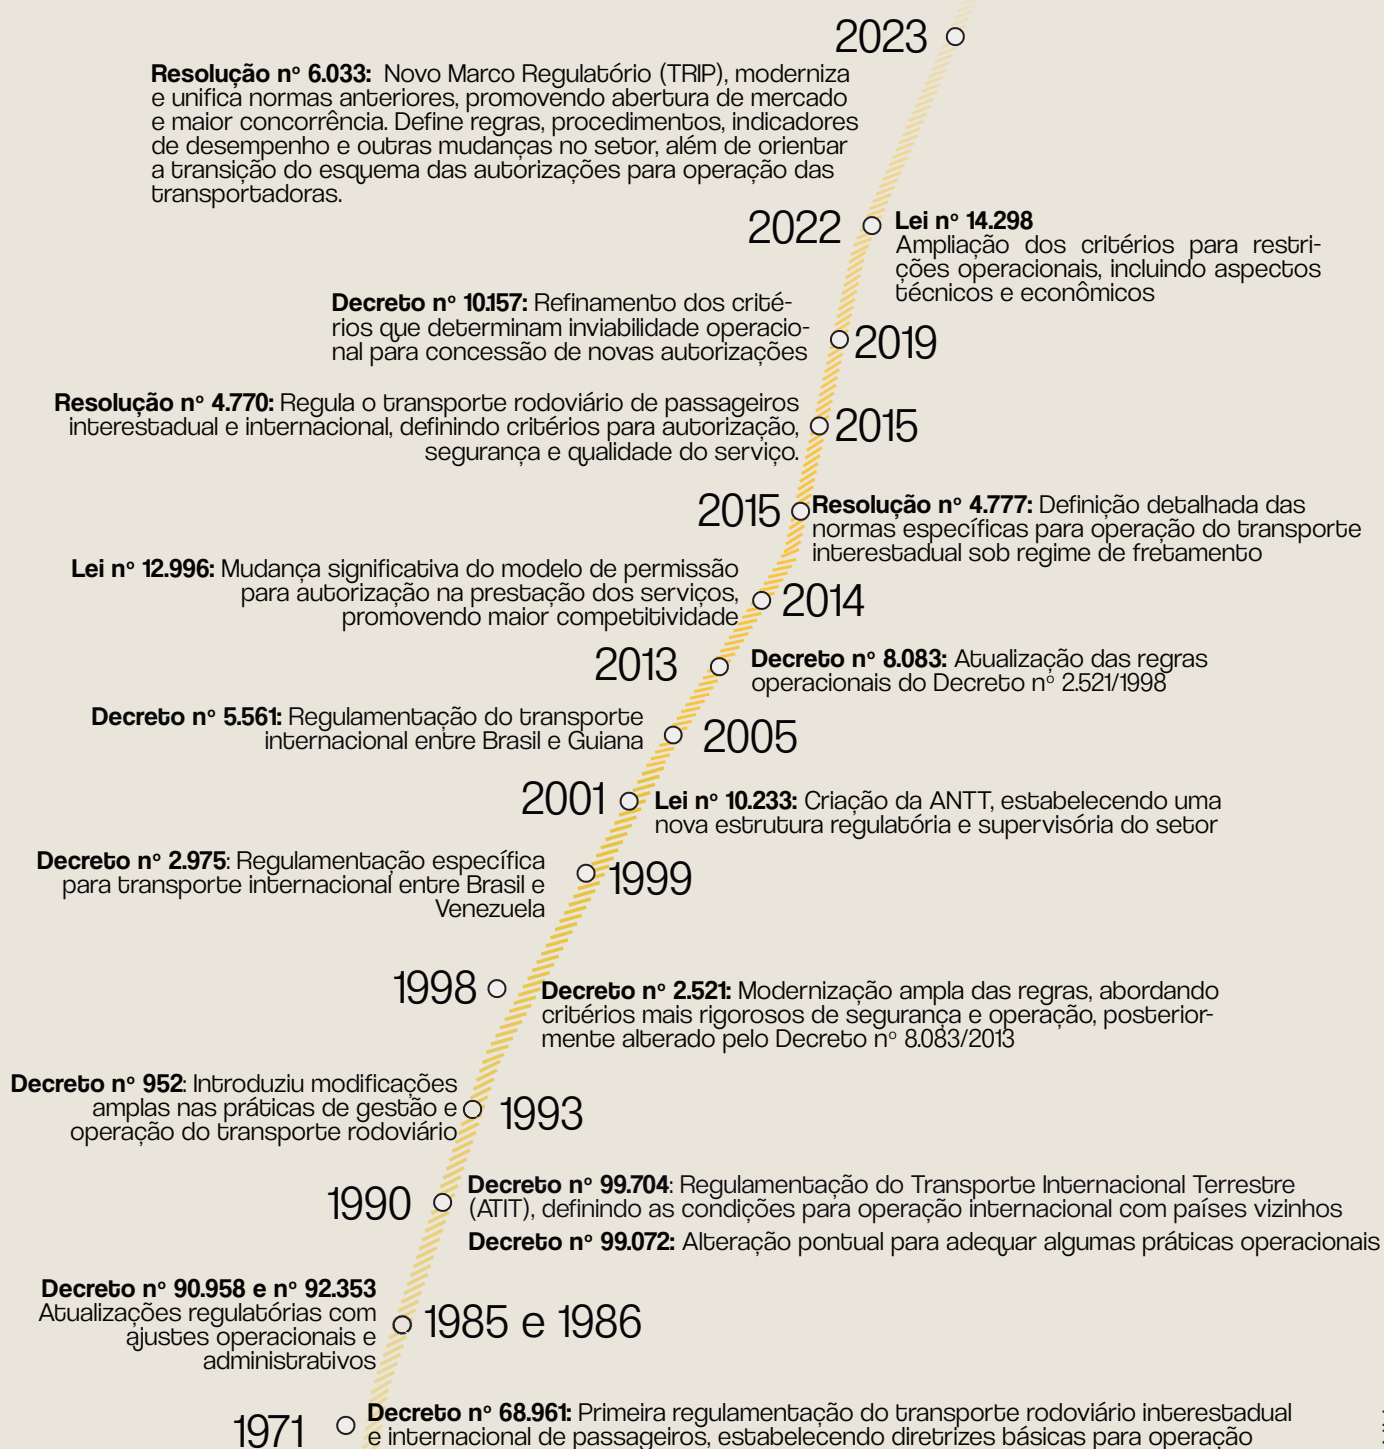 2023
Resolução nº 6.033: Novo Marco Regulatório (TRIP), moderniza
e unifica normas anteriores, promovendo abertura de mercado
e maior concorrência. Define regras, procedimentos, indicadores
de desempenho e outras mudanças no setor, além de orientar
a transição do esquema das autorizações para operação das
transportadoras.
2022
Lei nº 14.298
Ampliação dos critérios para restri-
ções operacionais, incluindo aspectos
técnicos e econômicos
Decreto nº 10.157: Refinamento dos crité-
rios que determinam inviabilidade operacio-
nal para concessão de novas autorizações
2019
Resolução nº 4.770: Regula o transporte rodoviário de passageiros
interestadual e internacional, definindo critérios para autorização,
segurança e qualidade do serviço.
2015
2015
Resolução nº 4.777: Definição detalhada das
normas específicas para operação do transporte
interestadual sob regime de fretamento
Lei nº 12.996: Mudança significativa do modelo de permissão
para autorização na prestação dos serviços,
promovendo maior competitividade
2014
2013
Decreto nº 8.083: Atualização das regras
operacionais do Decreto nº 2.521/1998
Decreto nº 5.561: Regulamentação do transporte
internacional entre Brasil e Guiana
2005
2001
Lei nº 10.233: Criação da ANTT, estabelecendo uma
nova estrutura regulatória e supervisória do setor
Decreto nº 2.975: Regulamentação específica
para transporte internacional entre Brasil e
Venezuela
1999
1998
Decreto nº 2.521: Modernização ampla das regras, abordando
critérios mais rigorosos de segurança e operação, posterior-
mente alterado pelo Decreto nº 8.083/2013
Decreto nº 952: Introduziu modificações
amplas nas práticas de gestão e
operação do transporte rodoviário
1993
1990
Decreto nº 99.704: Regulamentação do Transporte Internacional Terrestre
(ATIT), definindo as condições para operação internacional com países vizinhos
Decreto nº 99.072: Alteração pontual para adequar algumas práticas operacionais
Decreto nº 90.958 e nº 92.353
Atualizações regulatórias com
ajustes operacionais e
administrativos
1985 e 1986
1971
Decreto nº 68.961: Primeira regulamentação do transporte rodoviário interestadual
e internacional de passageiros, estabelecendo diretrizes básicas para operação